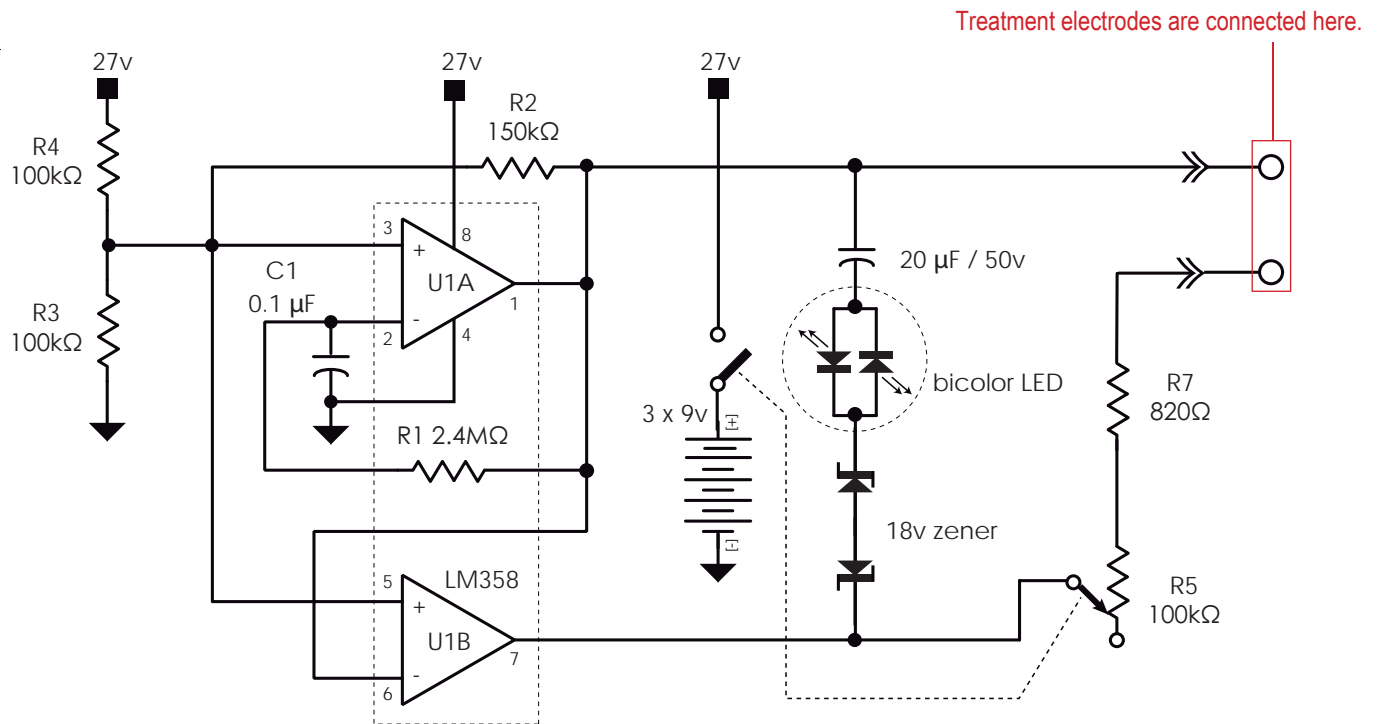 Treatment electrodes are connected here.
27v
27v
27v
R2
150kΩ
R4
100kΩ
3
+
8
U1A
1
-
2
4
C1
0.1 µF
20 µF / 50v
R3
100kΩ
bicolor LED
R7
820Ω
3 x 9v
[+]
[-]
R1 2.4MΩ
18v zener
LM358
5
+
U1B
7
-
6
R5
100kΩ